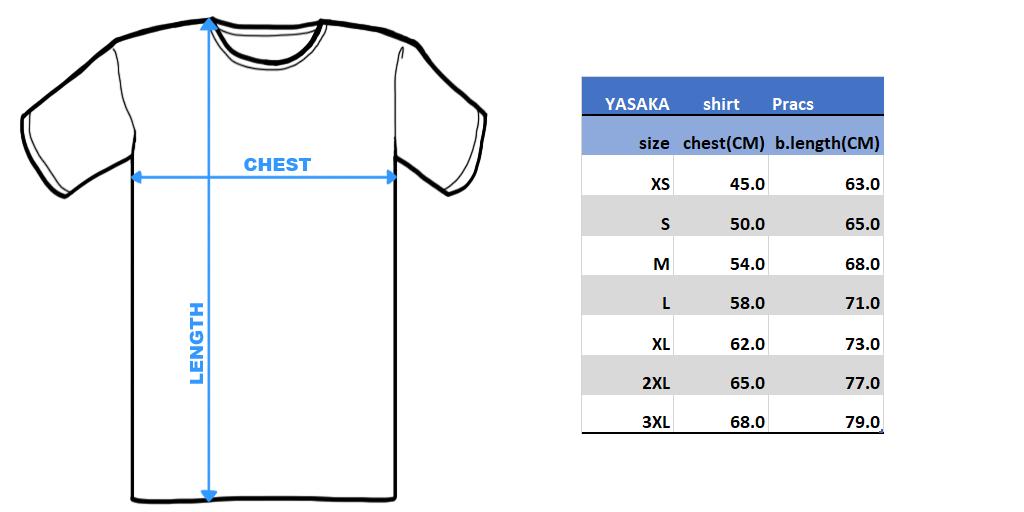 CHEST
LENGTH
YASAKA shirt Pracs
size chest(CM) b.length(CM)
XS 45.0 63.0
S 50.0 65.0
M 54.0 68.0
L 58.0 71.0
XL 62.0 73.0
2XL 65.0 77.0
3XL 68.0 79.0